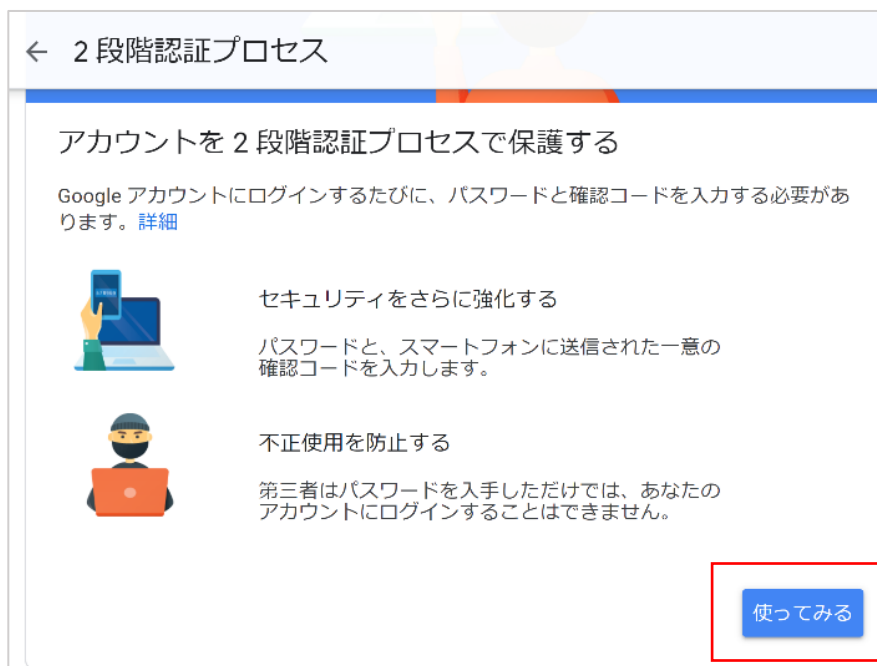 ← 2 段階認証プロセス
アカウントを 2 段階認証プロセスで保護する
Google アカウントにログインするたびに、パスワードと確認コードを入力する必要があ
ります。詳細
セキュリティをさらに強化する
パスワードと、スマートフォンに送信された一意の
確認コードを入力します。
不正使用を防止する
第三者はパスワードを入手しただけでは、あなたの
アカウントにログインすることはできません。
使ってみる